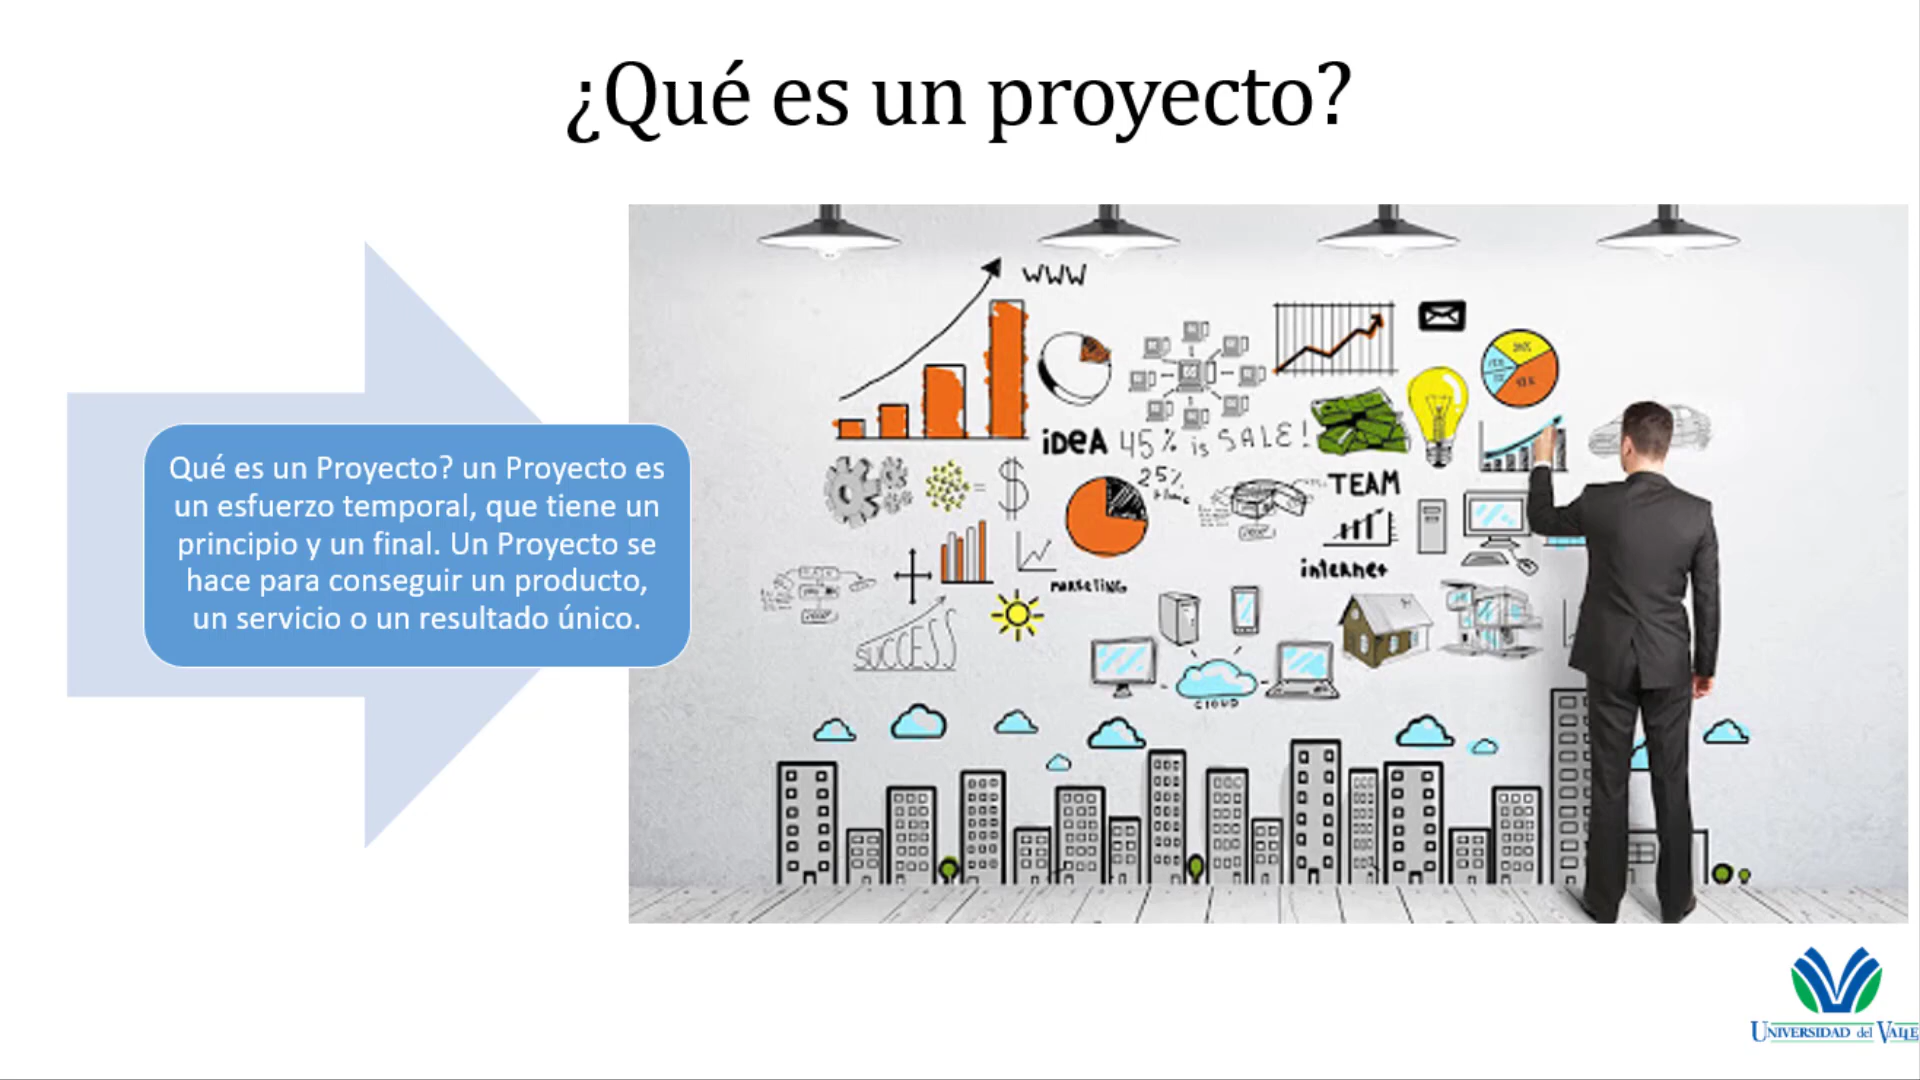 ¿Qué es un proyecto?
Qué es un Proyecto? un Proyecto es
un esfuerzo temporal, que tiene un
principio y un final. Un Proyecto se
hace para conseguir un producto,
un servicio o un resultado único.
WWW
iDeA 45% is SALE!
25%
TEAM
internet
MARKETING
SUCCESS
CLOUD
UNIVERSIDAD del VALLE